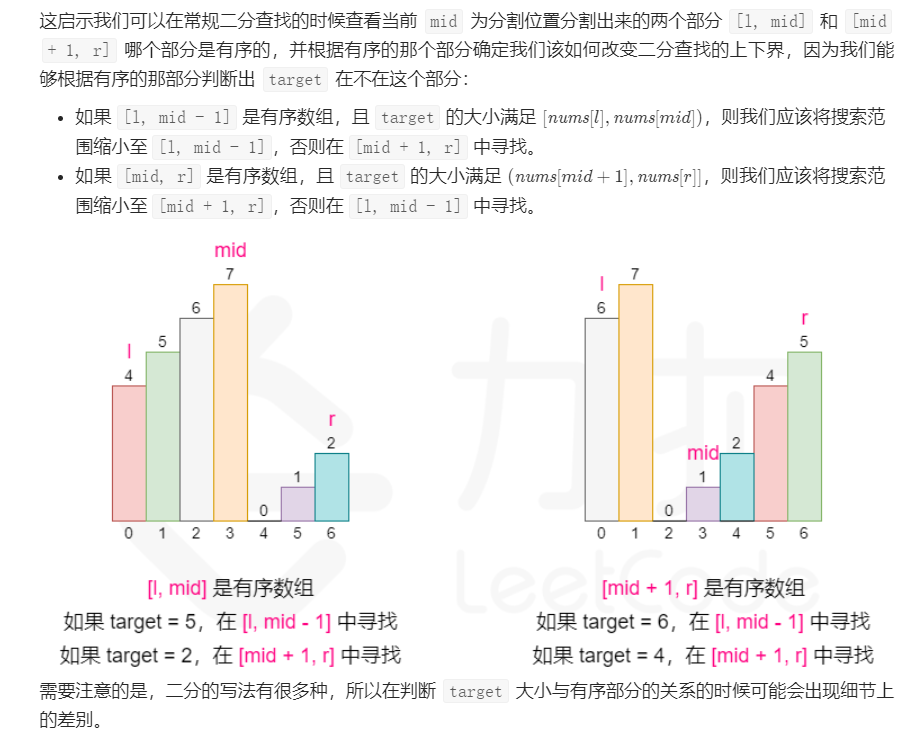 这启示我们可以在常规二分查找的时候查看当前 mid 为分割位置分割出来的两个部分 [l, mid] 和 [mid
+ 1, r] 哪个部分是有序的，并根据有序的那个部分确定我们该如何改变二分查找的上下界，因为我们能
够根据有序的那部分判断出 target 在不在这个部分：
• 如果 [l, mid - 1] 是有序数组，且 target 的大小满足 [nums[l],nums[mid])，则我们应该将搜索范
围缩小至 [l, mid - 1]，否则在 [mid + 1, r] 中寻找。
• 如果 [mid, r] 是有序数组，且 target 的大小满足 (nums[mid+1],nums[r]]，则我们应该将搜索范
围缩小至 [mid + 1, r]，否则在 [l, mid - 1] 中寻找。
mid
7
6
l
5
4
r
2
1
0
0 1 2 3 4 5 6
[l, mid] 是有序数组
如果 target = 5，在 [l, mid - 1] 中寻找
如果 target = 2，在 [mid + 1, r] 中寻找
l
7
6
r
5
4
mid
2
1
0
0 1 2 3 4 5 6
[mid + 1, r] 是有序数组
如果 target = 6，在 [l, mid - 1] 中寻找
如果 target = 4，在 [mid + 1, r] 中寻找
力扣
LeetCode
需要注意的是，二分的写法有很多种，所以在判断 target 大小与有序部分的关系的时候可能会出现细节上
的差别。